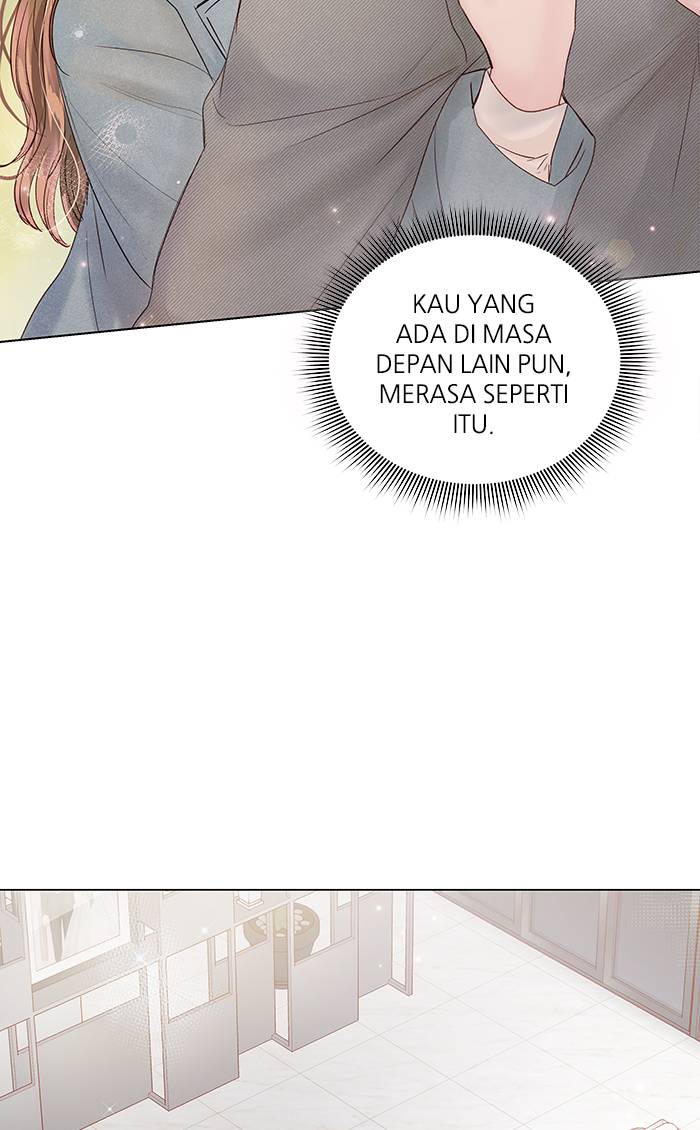 KAU YANG
ADA DI MASA
DEPAN LAIN PUN,
MERASA SEPERTI
ITU.